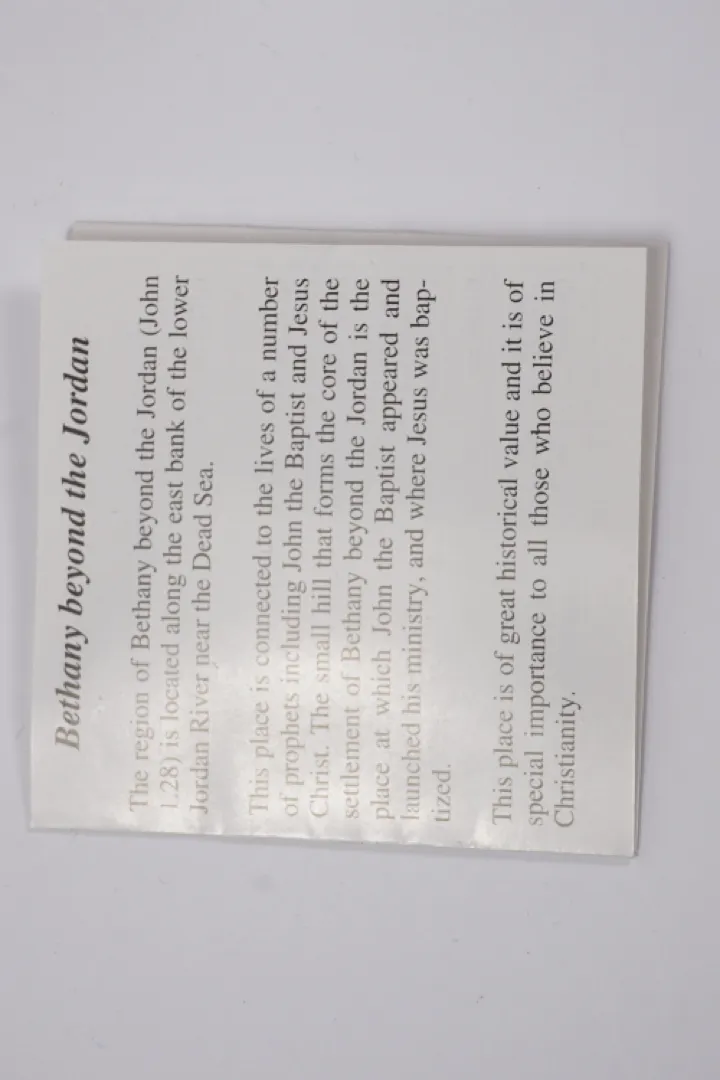 Bethany beyond the Jordan
The region of Bethany beyond the Jordan (John
1.28) is located along the east bank of the lower
Jordan River near the Dead Sea.
This place is connected to the lives of a number
of prophets including John the Baptist and Jesus
Christ. The small hill that forms the core of the
settlement of Bethany beyond the Jordan is the
place at which John the Baptist appeared and
launched his ministry, and where Jesus was bap-
tized.
This place is of great historical value and it is of
special importance to all those who believe in
Christianity.